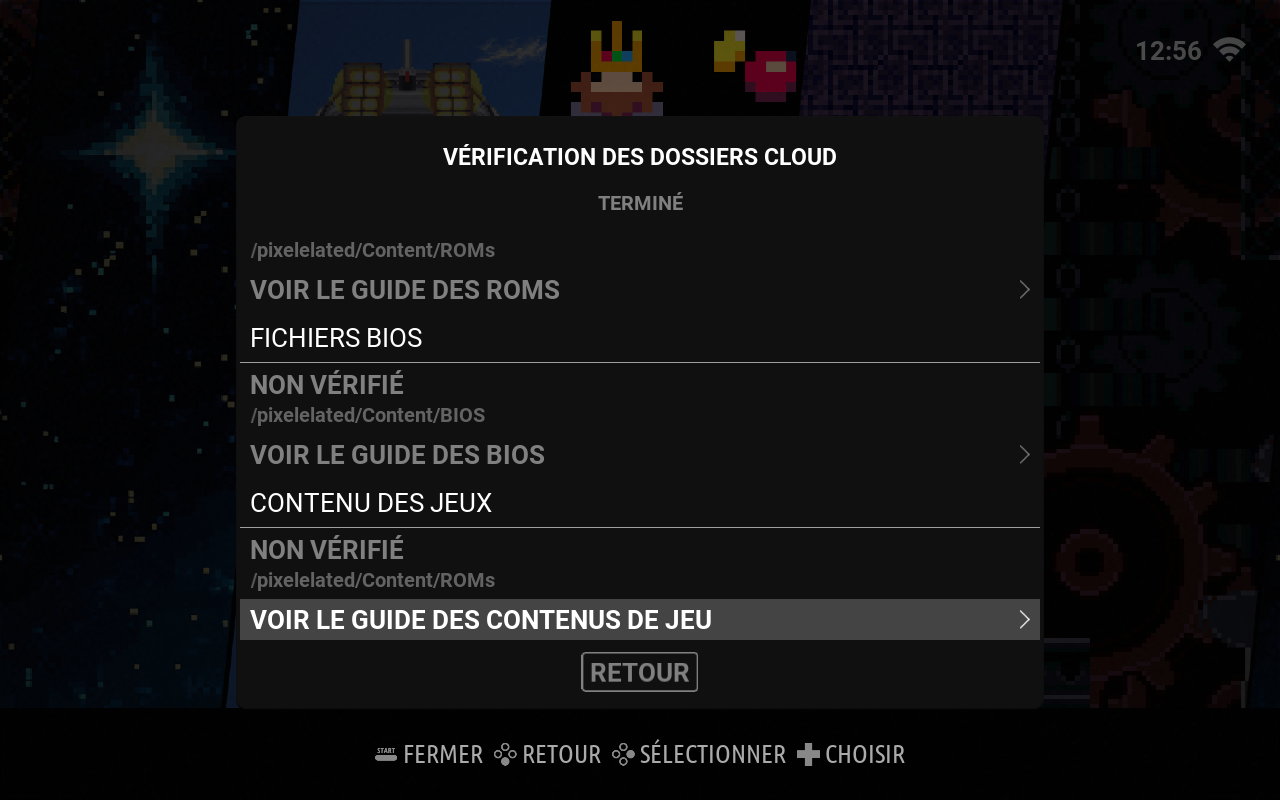 12:56
VÉRIFICATION DES DOSSIERS CLOUD
TERMINÉ
/pixelelated/Content/ROMs
VOIR LE GUIDE DES ROMS
FICHIERS BIOS
NON VÉRIFIÉ
/pixelelated/Content/BIOS
VOIR LE GUIDE DES BIOS
CONTENU DES JEUX
NON VÉRIFIÉ
/pixelelated/Content/ROMs
VOIR LE GUIDE DES CONTENUS DE JEU
RETOUR
START FERMER RETOUR SÉLECTIONNER CHOISIR